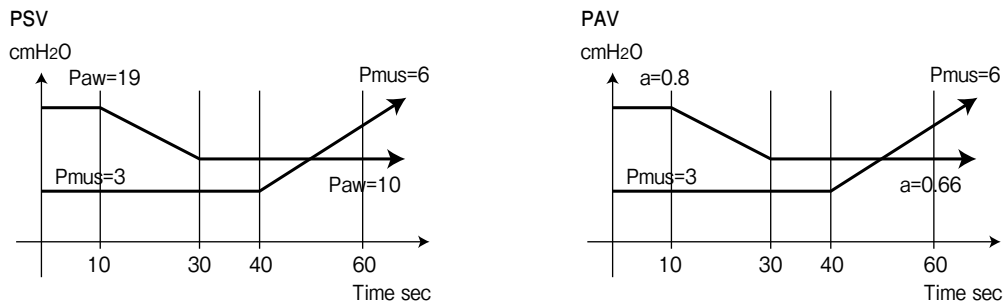 PSV
cmH2O
Paw=19
Pmus=6
Pmus=3
Paw=10
10 30 40 60
Time sec
PAV
cmH2O
a=0.8
Pmus=6
Pmus=3
a=0.66
10 30 40 60
Time sec